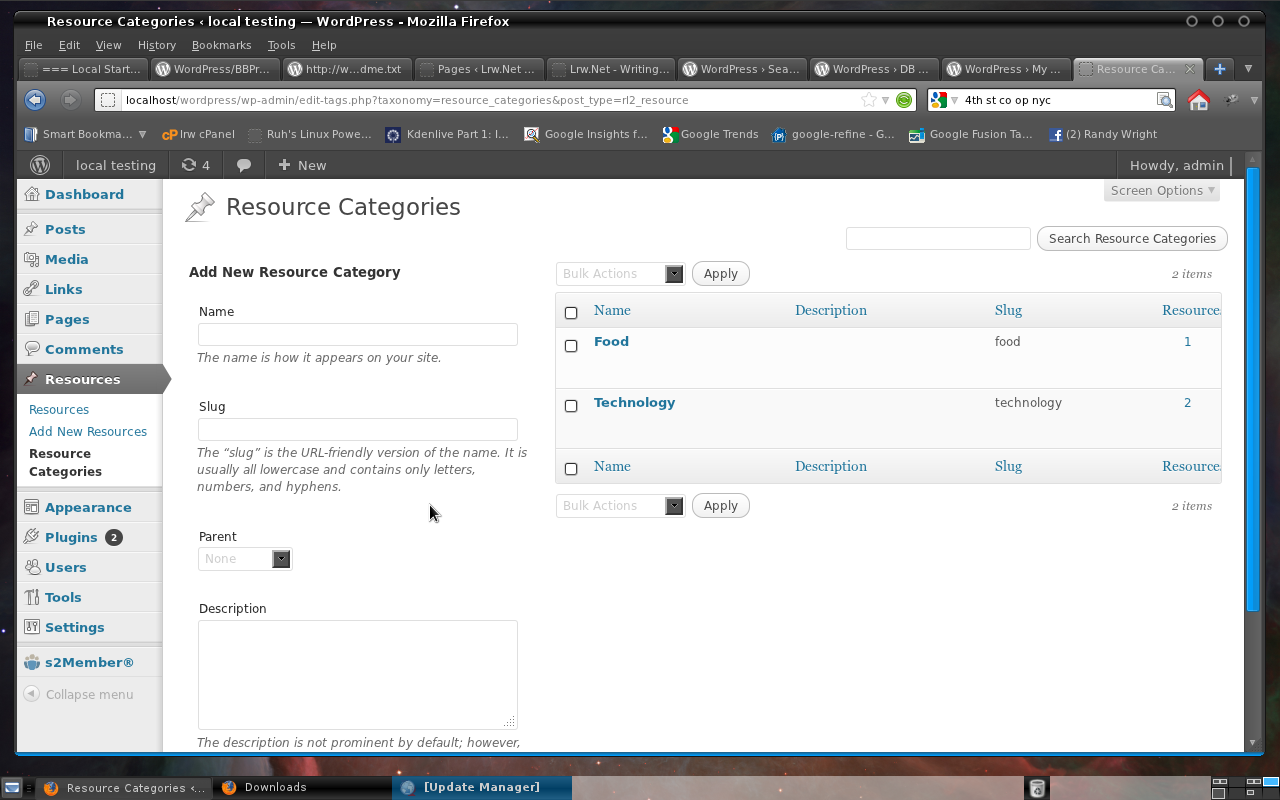 Resource Categories ‹ local testing — WordPress - Mozilla Firefox
File Edit View History Bookmarks Tools Help
=== Local Start... WordPress/BBPr... http://w...dme.txt Pages ‹ Lrw.Net ... Lrw.Net - Writing... WordPress › Sea... WordPress › DB ... WordPress › My ... Resource Ca...
localhost/wordpress/wp-admin/edit-tags.php?taxonomy=resource_categories&post_type=rl2_resource 4th st co op nyc
Smart Bookma... cP lrw cPanel Ruh's Linux Powe... Kdenlive Part 1: I... Google Insights f... Google Trends google-refine - G... Google Fusion Ta... (2) Randy Wright
local testing 4 + New Howdy, admin
Screen Options
Dashboard
Posts
Media
Links
Pages
Comments
Resources
Resources
Add New Resources
Resource
Categories
Appearance
Plugins 2
Users
Tools
Settings
s2Member®
Collapse menu
Resource Categories
Search Resource Categories
Add New Resource Category
Name
The name is how it appears on your site.
Slug
The “slug” is the URL-friendly version of the name. It is
usually all lowercase and contains only letters,
numbers, and hyphens.
Parent
None
Description
The description is not prominent by default; however,
Bulk Actions Apply 2 items
Name Description Slug Resource
Food food 1
Technology technology 2
Name Description Slug Resource
Bulk Actions Apply 2 items
Resource Categories ‹... Downloads [Update Manager]